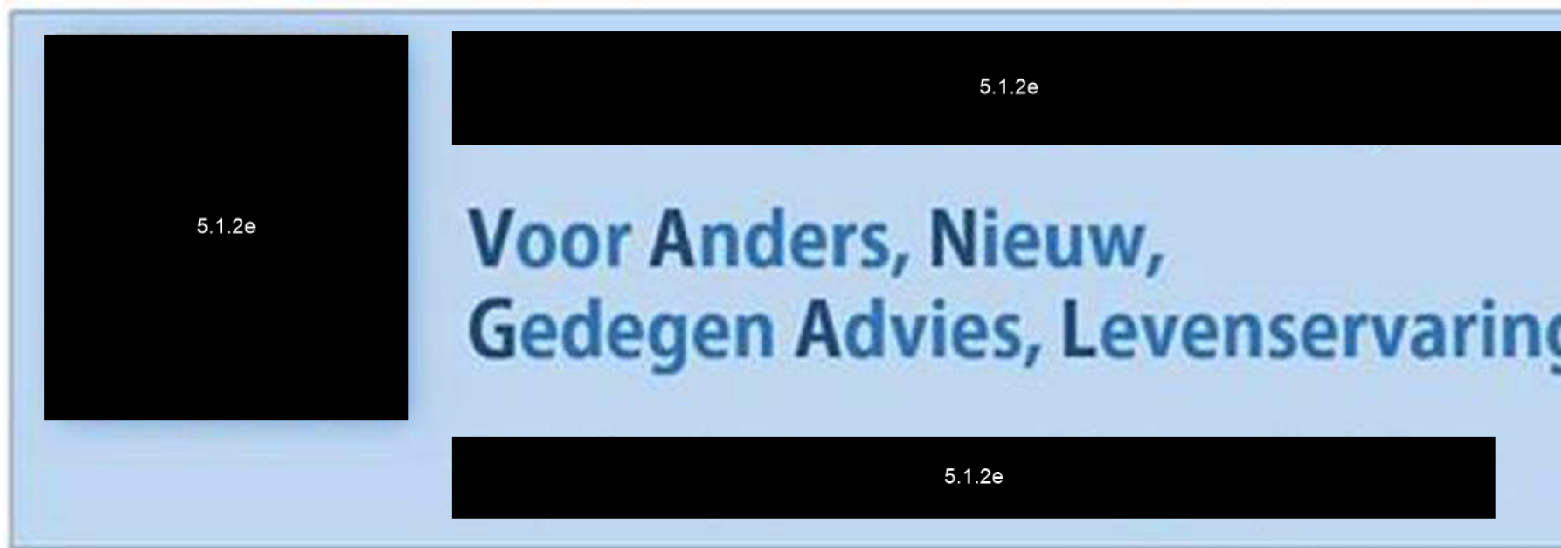 5.1.2e
5.1.2e
Voor Anders, Nieuw,
Gedegen Advies, Levenservaring
5.1.2e